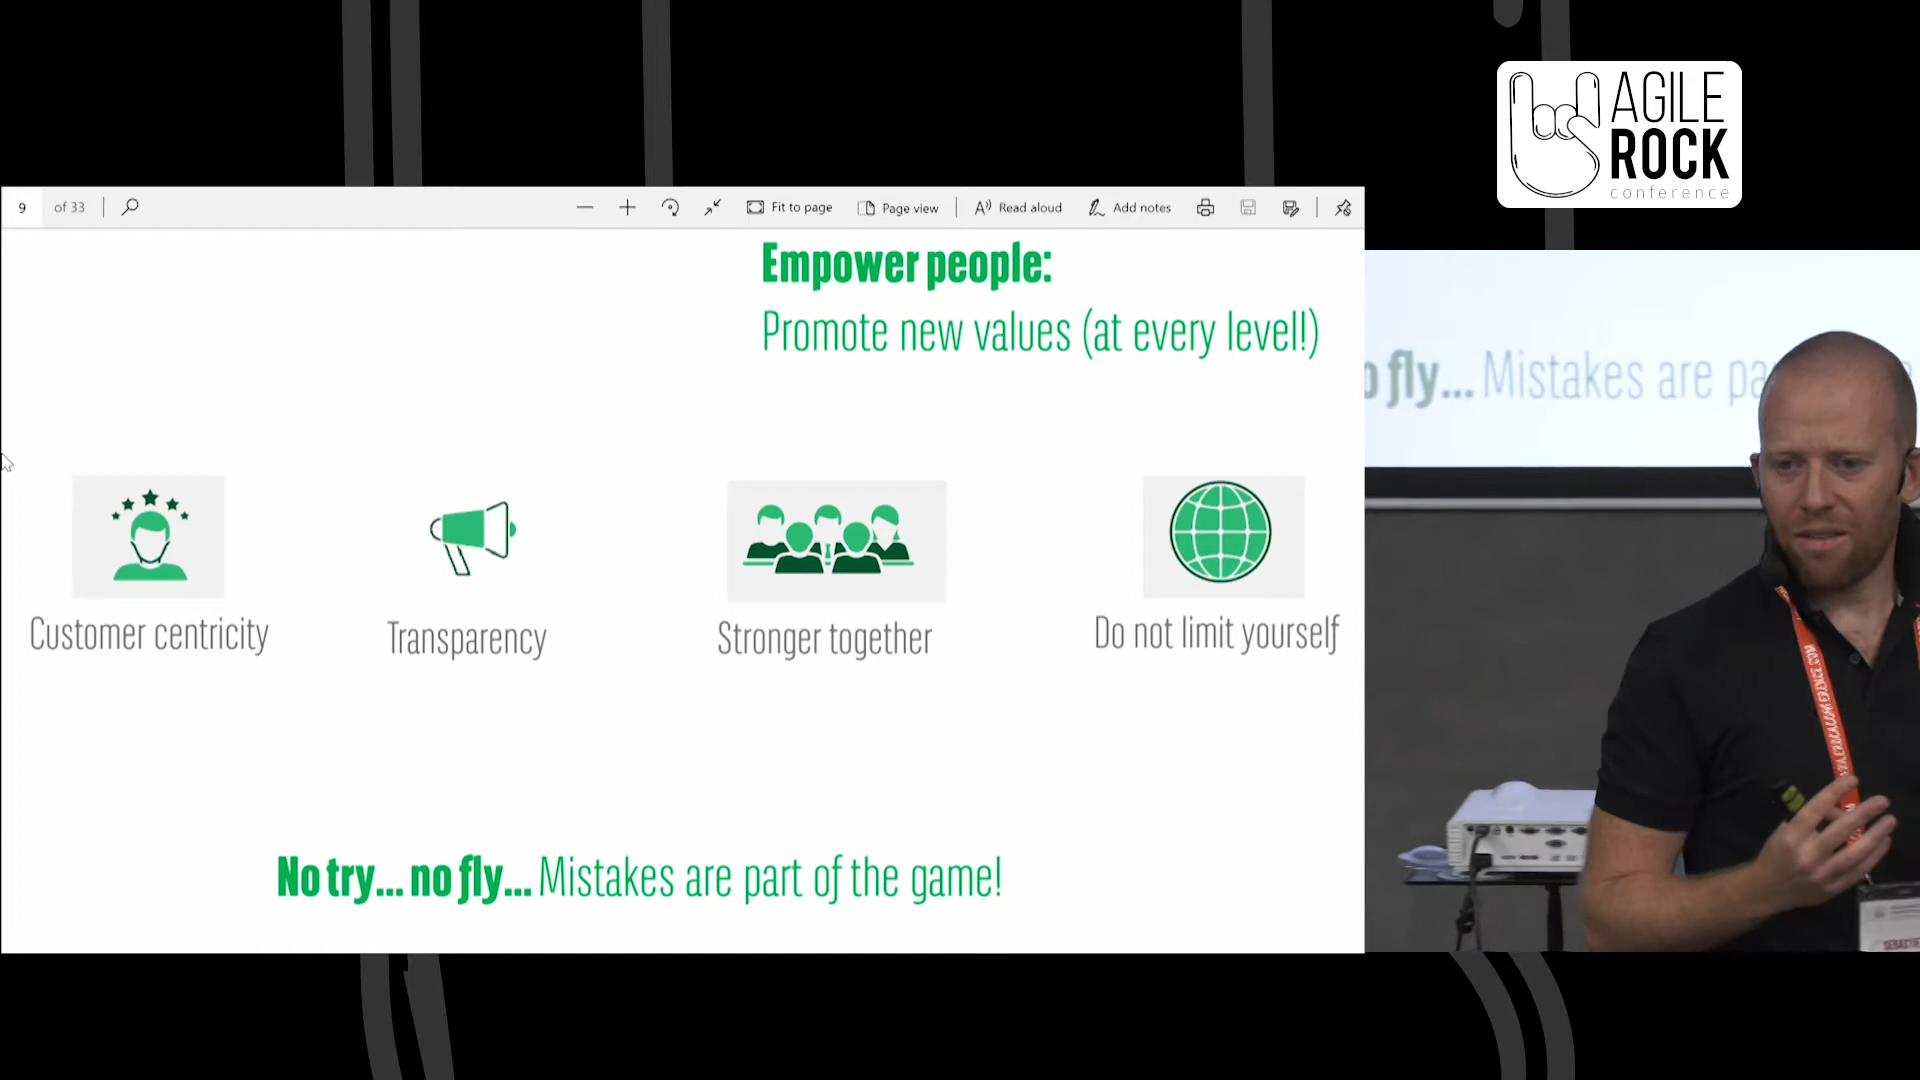 AGILE
ROCK
conference
9 of 33
Fit to page
Page view
Read aloud
Add notes
Empower people:
Promote new values (at every level!)
Customer centricity
Transparency
Stronger together
Do not limit yourself
No try... no fly... Mistakes are part of the game!
o fly... Mistakes are pa